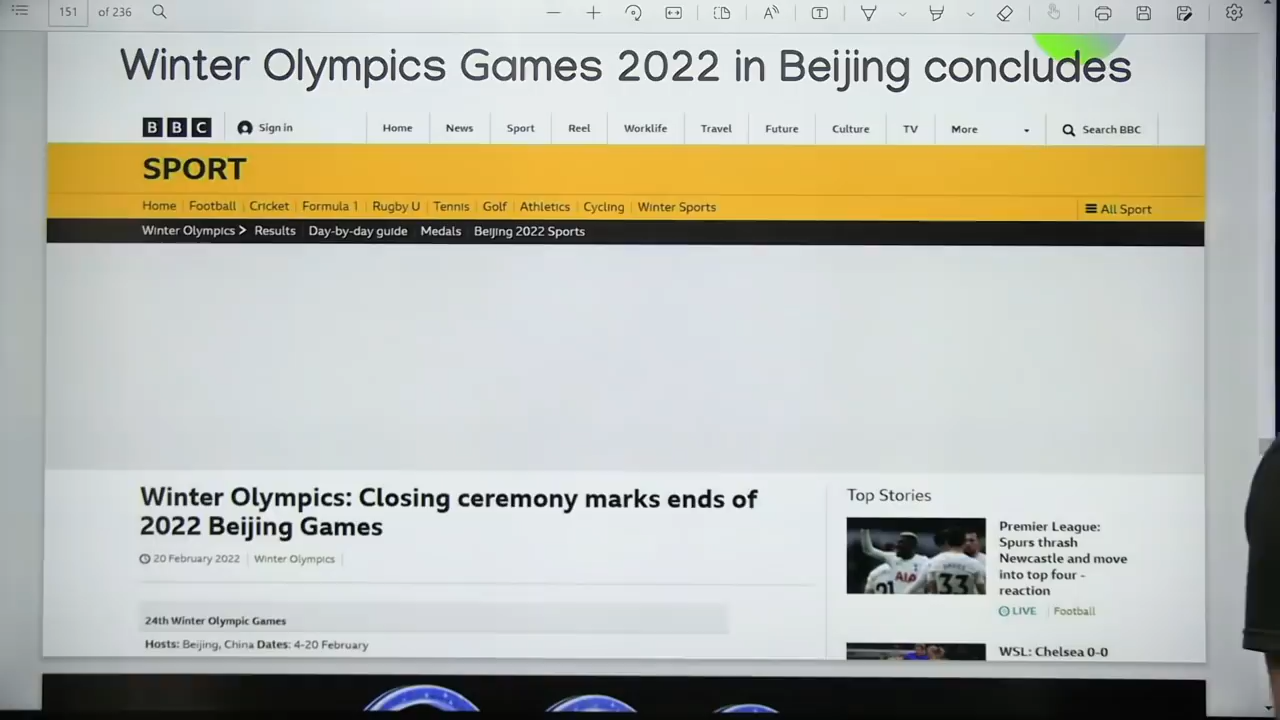 151 of 236
Winter Olympics Games 2022 in Beijing concludes
BBC Sign in Home News Sport Reel Worklife Travel Future Culture TV More Search BBC
SPORT
Home Football Cricket Formula 1 Rugby U Tennis Golf Athletics Cycling Winter Sports All Sport
Winter Olympics Results Day-by-day guide Medals Beijing 2022 Sports
Winter Olympics: Closing ceremony marks ends of
2022 Beijing Games
20 February 2022 Winter Olympics
24th Winter Olympic Games
Hosts: Beijing, China Dates: 4-20 February
Top Stories
AIA
21
33
Premier League:
Spurs thrash
Newcastle and move
into top four -
reaction
LIVE Football
WSL: Chelsea 0-0